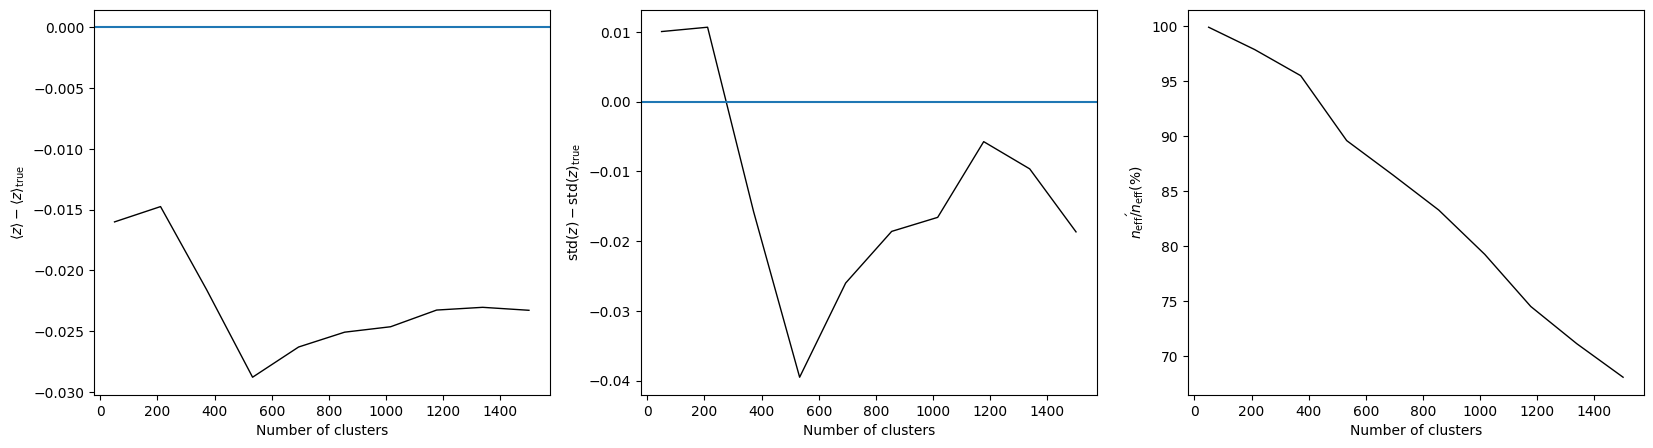 0.000
−0.005
−0.010
−0.015
−0.020
−0.025
−0.030
⟨z⟩ − ⟨z⟩true
0 200 400 600 800 1000 1200 1400
Number of clusters
0.01
0.00
−0.01
−0.02
−0.03
−0.04
std(z) − std(z)true
0 200 400 600 800 1000 1200 1400
Number of clusters
100
95
90
85
80
75
70
n′eff/neff(%)
0 200 400 600 800 1000 1200 1400
Number of clusters